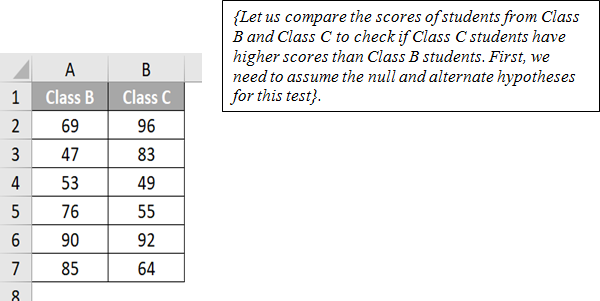 {Let us compare the scores of students from Class
B and Class C to check if Class C students have
higher scores than Class B students. First, we
need to assume the null and alternate hypotheses
for this test}.
A B
1 Class B Class C
2 69 96
3 47 83
4 53 49
5 76 55
6 90 92
7 85 64
8